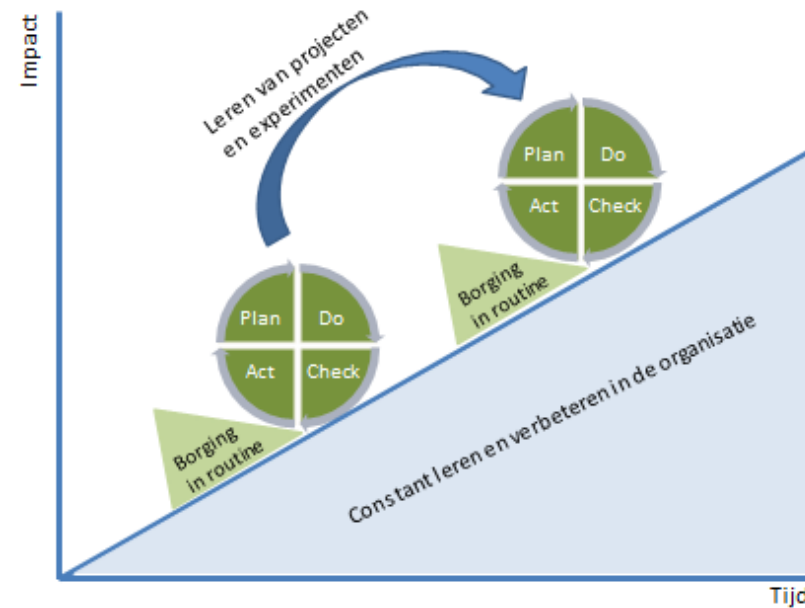 Impact
Leren van projecten
en experimenten
Plan
Do
Act
Check
Borging
in routine
Plan
Do
Act
Check
Borging
in routine
Constant leren en verbeteren in de organisatie
Tijd